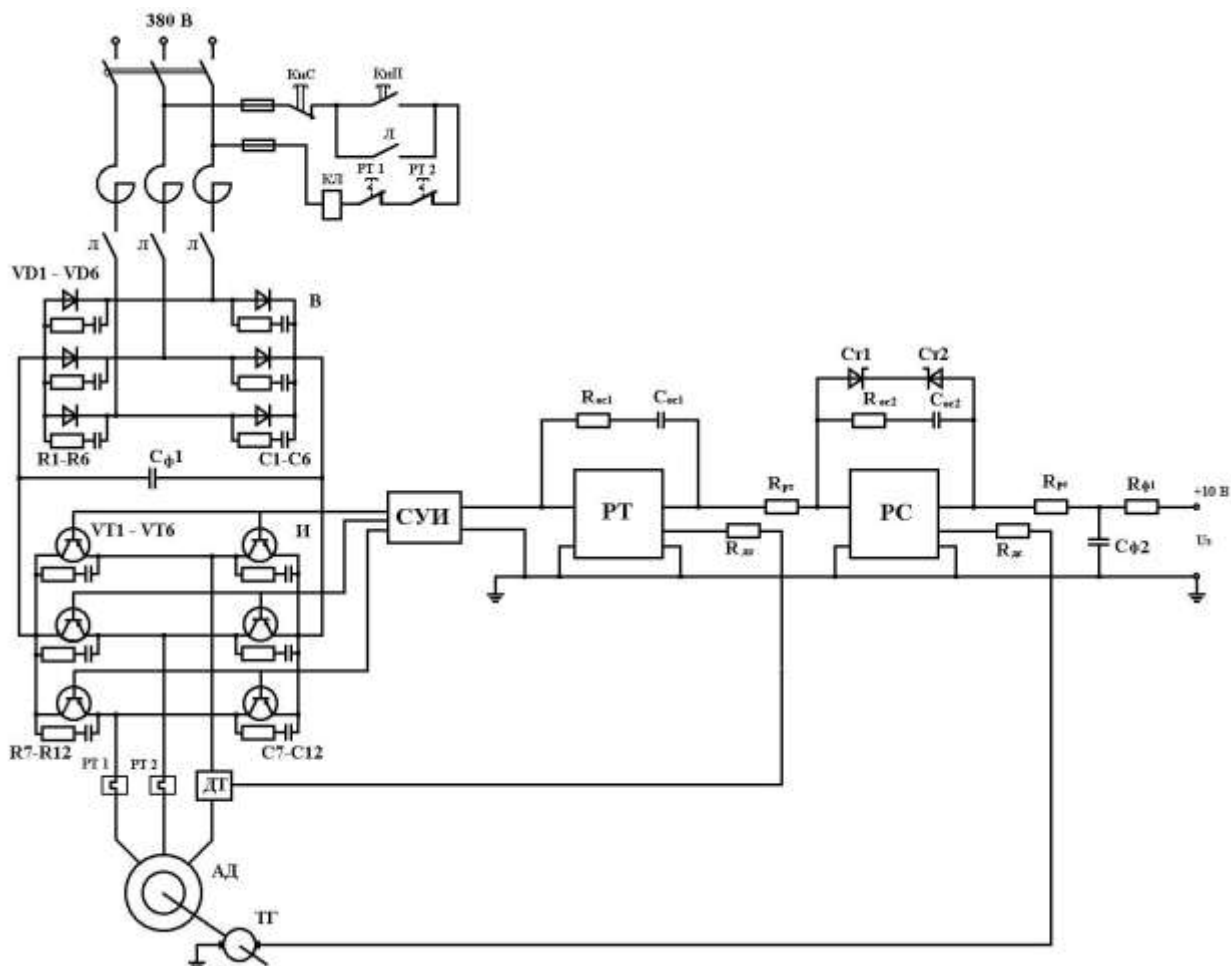 380 В
КнС
КнП
Л
РТ 1
РТ 2
КЛ
Л
Л
Л
VD1 - VD6
В
R1-R6
C1-C6
Сф1
VT1 - VT6
И
R7-R12
C7-C12
РТ 1
РТ 2
ДТ
АД
ТГ
СУИ
Rос1
Сос1
РТ
Rрт
Rдт
Ст1
Ст2
Rос2
Сос2
РС
Rрс
Rдс
Rф1
Сф2
+10 В
Uз